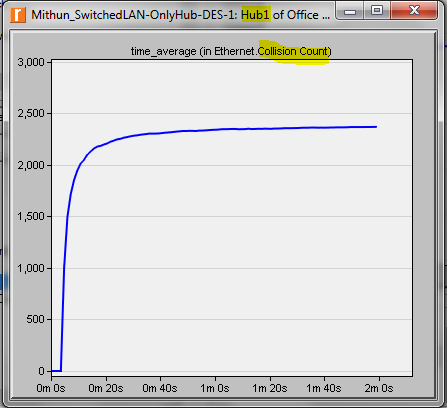 Mithun_SwitchedLAN-OnlyHub-DES-1: Hub1 of Office ...
time_average (in Ethernet.Collision Count)
3,000
2,500
2,000
1,500
1,000
500
0
0m 0s 0m 20s 0m 40s 1m 0s 1m 20s 1m 40s 2m 0s